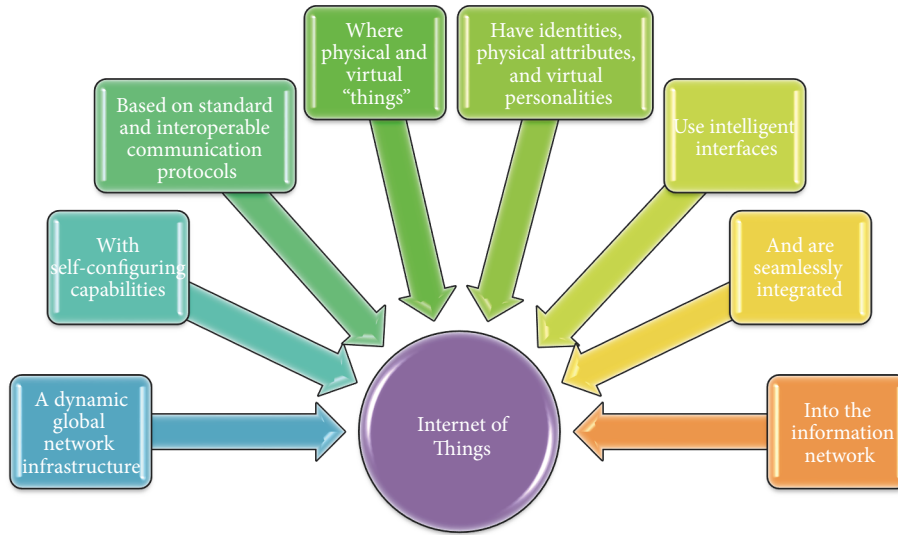 A dynamic
global
network
infrastructure
With
self-configuring
capabilities
Based on standard
and interoperable
communication
protocols
Where
physical and
virtual
“things”
Have identities,
physical attributes,
and virtual
personalities
Use intelligent
interfaces
And are
seamlessly
integrated
Into the
information
network
Internet of
Things